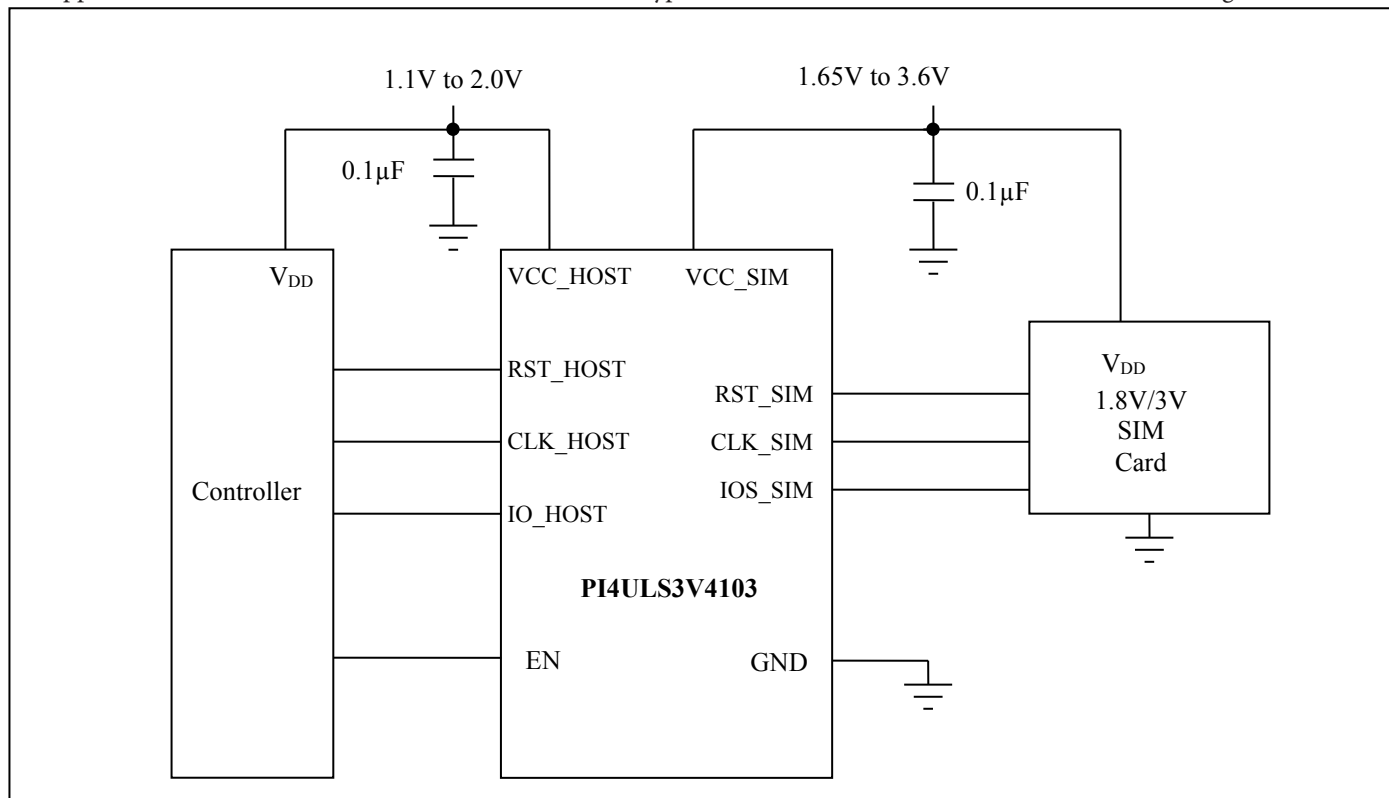 1.1V to 2.0V
1.65V to 3.6V
0.1µF
0.1µF
VDD
VCC_HOST
VCC_SIM
RST_HOST
RST_SIM
CLK_HOST
CLK_SIM
IO_HOST
IOS_SIM
Controller
VDD
1.8V/3V
SIM
Card
PI4ULS3V4103
EN
GND